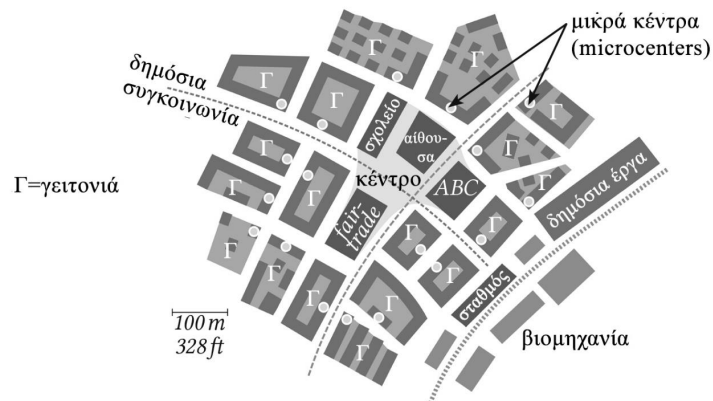 μικρά κέντρα
(microcenters)
δημόσια
συγκοινωνία
Γ
Γ
Γ
Γ
Γ
σχολείο
αίθου-
σα
Γ
Γ
Γ
Γ=γειτονιά
κέντρο
ABC
Γ
Γ
Γ
δημόσια έργα
fair-
trade
Γ
Γ
Γ
Γ
Γ
Γ
σταθμός
Γ
Γ
100 m
328 ft
βιομηχανία